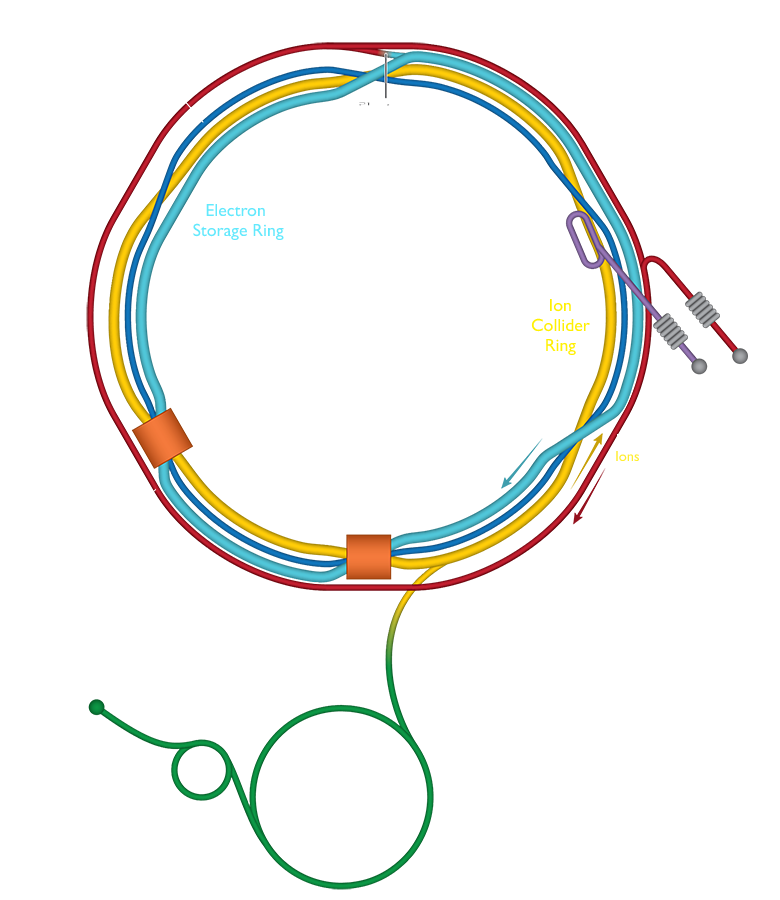 Electron
Storage Ring
Ion
Collider
Ring
Ions